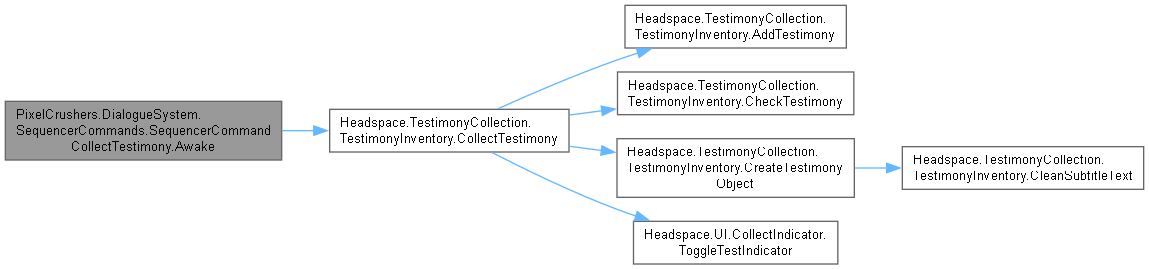 PixelCrushers.DialogueSystem.
SequencerCommands.SequencerCommand
CollectTestimony.Awake
Headspace.TestimonyCollection.
TestimonyInventory.CollectTestimony
Headspace.TestimonyCollection.
TestimonyInventory.AddTestimony
Headspace.TestimonyCollection.
TestimonyInventory.CheckTestimony
Headspace.TestimonyCollection.
TestimonyInventory.CreateTestimony
Object
Headspace.TestimonyCollection.
TestimonyInventory.CleanSubtitleText
Headspace.UI.CollectIndicator.
ToggleTestIndicator